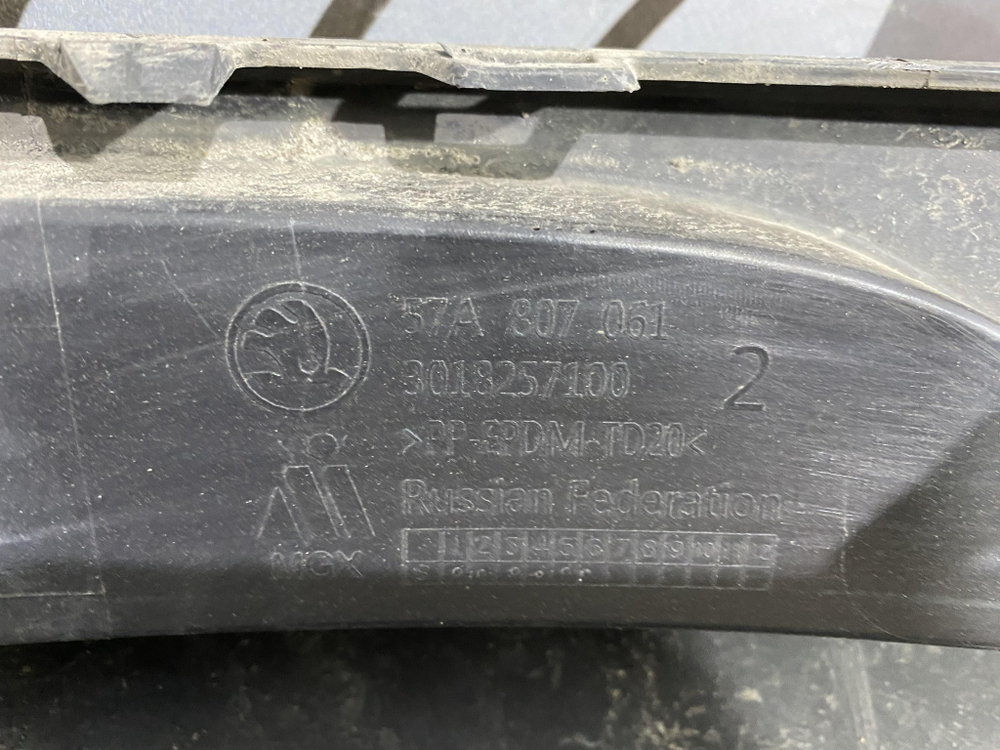 57A 807 061
3018257100
2
>PP-EPDM-TD20<
Russian Federation
MGX
1 2 3 4 5 6 7 8 9 10 11 12